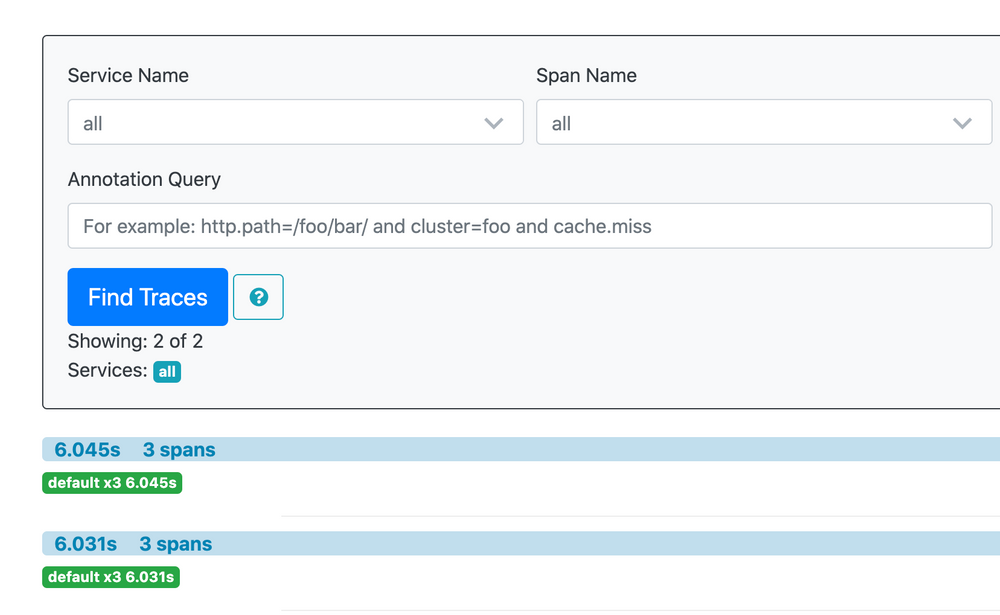 Service Name Span Name
all all
Annotation Query
For example: http.path=/foo/bar/ and cluster=foo and cache.miss
Find Traces ?
Showing: 2 of 2
Services: all
6.045s 3 spans
default x3 6.045s
6.031s 3 spans
default x3 6.031s